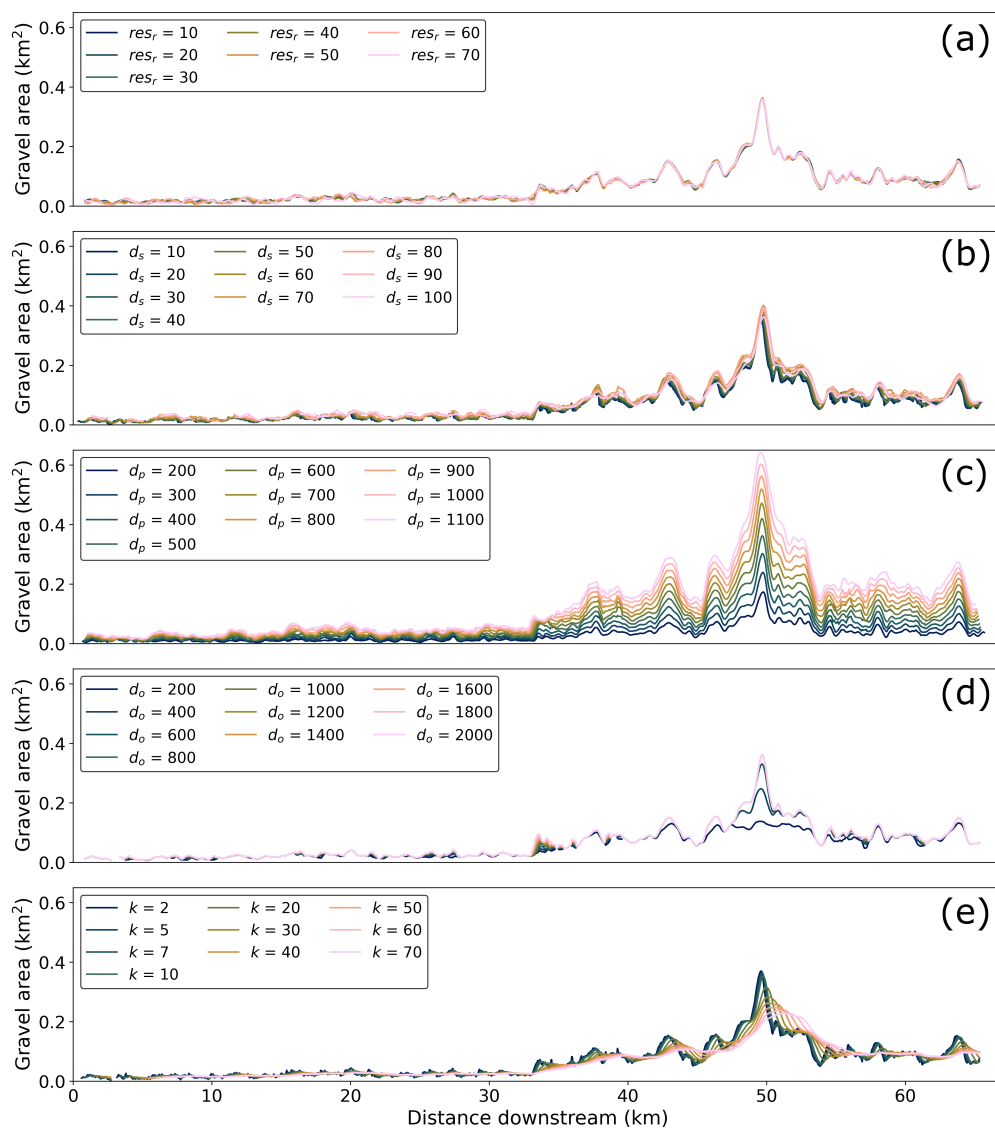 (a)
Gravel area (km²)
0.6
0.4
0.2
0.0
res_r = 10 res_r = 40 res_r = 60
res_r = 20 res_r = 50 res_r = 70
res_r = 30
(b)
Gravel area (km²)
0.6
0.4
0.2
0.0
d_s = 10 d_s = 50 d_s = 80
d_s = 20 d_s = 60 d_s = 90
d_s = 30 d_s = 70 d_s = 100
d_s = 40
(c)
Gravel area (km²)
0.6
0.4
0.2
0.0
d_p = 200 d_p = 600 d_p = 900
d_p = 300 d_p = 700 d_p = 1000
d_p = 400 d_p = 800 d_p = 1100
d_p = 500
(d)
Gravel area (km²)
0.6
0.4
0.2
0.0
d_o = 200 d_o = 1000 d_o = 1600
d_o = 400 d_o = 1200 d_o = 1800
d_o = 600 d_o = 1400 d_o = 2000
d_o = 800
(e)
Gravel area (km²)
0.6
0.4
0.2
0.0
k = 2 k = 20 k = 50
k = 5 k = 30 k = 60
k = 7 k = 40 k = 70
k = 10
0 10 20 30 40 50 60
Distance downstream (km)